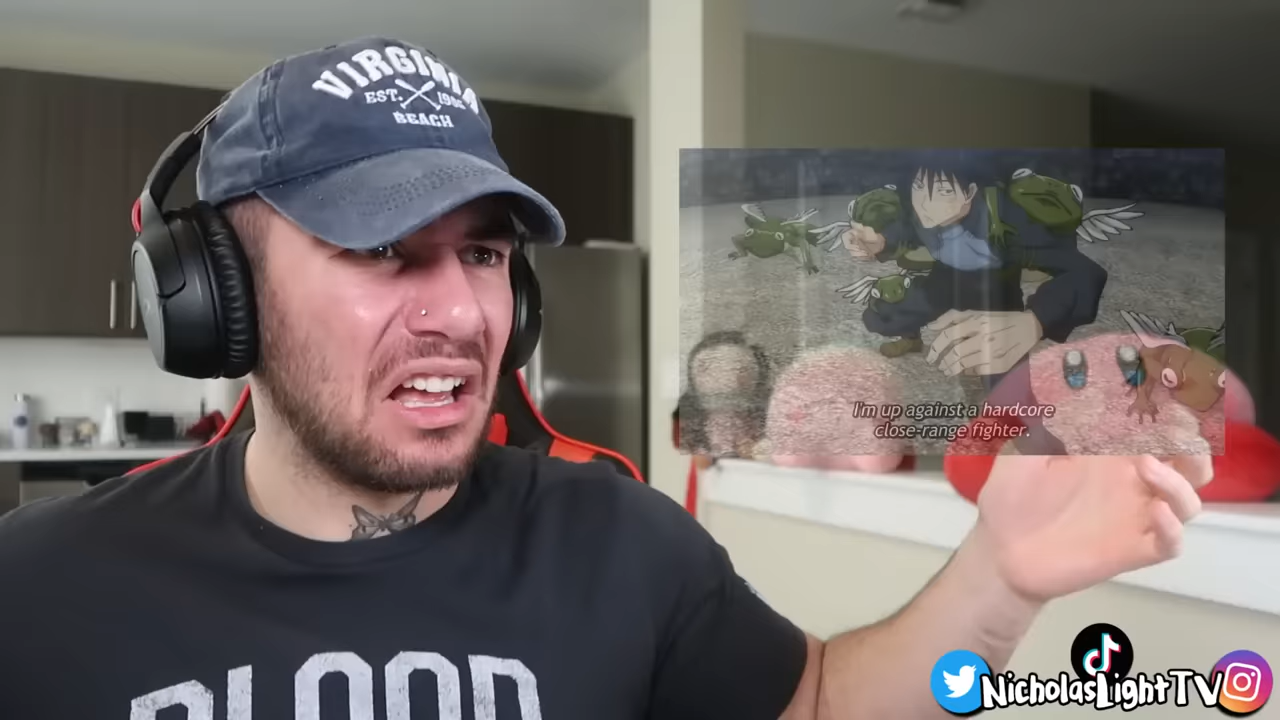 VIRGINIA
EST. 1906
BEACH
I'm up against a hardcore
close-range fighter.
BLOOD
NicholasLightTV